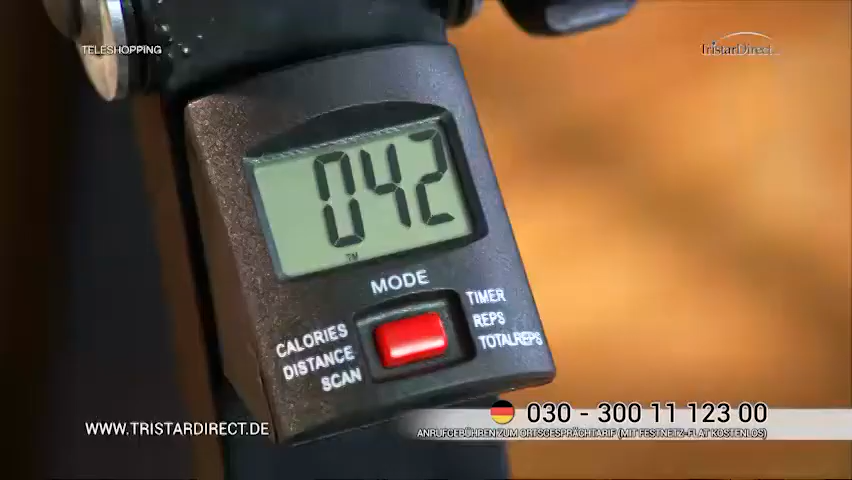 TELESHOPPING
TristarDirect
042
TM
MODE
TIMER
REPS
TOTALREPS
CALORIES
DISTANCE
SCAN
WWW.TRISTARDIRECT.DE
030 - 300 11 123 00
ANRUFGEBÜHREN ZUM ORTSGESPRÄCHTARIF (MIT FESTNETZ-FLAT KOSTENLOS)